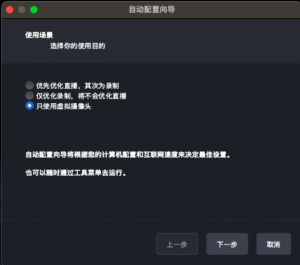 自动配置向导
使用场景
选择你的使用目的
优先优化直播，其次为录制
仅优化录制，将不会优化直播
只使用虚拟摄像头
自动配置向导将根据您的计算机配置和互联网速度来决定最佳设置。
也可以随时通过工具菜单去运行。
上一步
下一步
取消